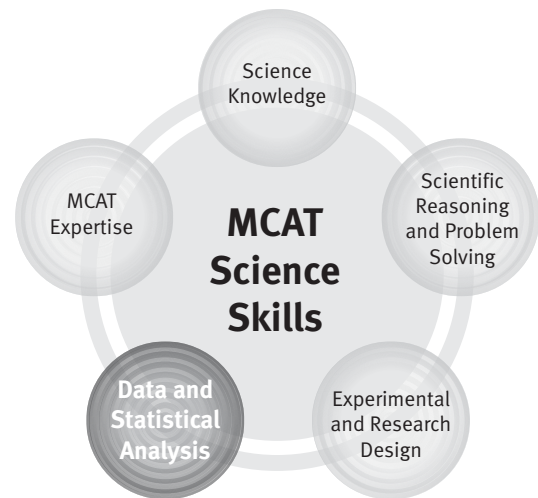 Science
Knowledge
Scientific
Reasoning
and Problem
Solving
Experimental
and Research
Design
Data and
Statistical
Analysis
MCAT
Expertise
MCAT
Science
Skills